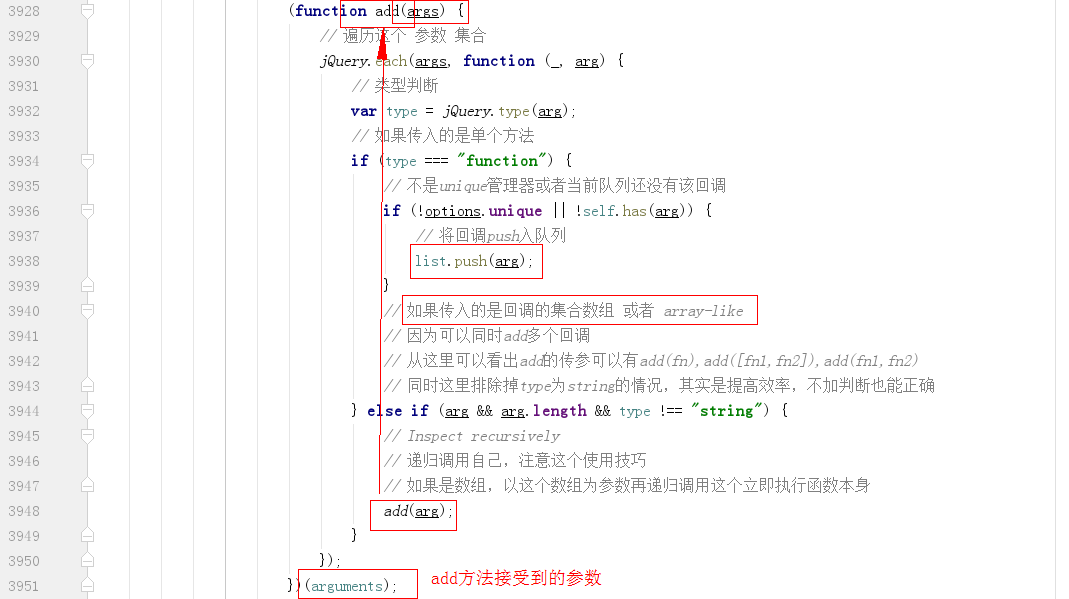 3928 (function add(args) {
3929 // 遍历这个 参数 集合
3930 jQuery.each(args, function (_, arg) {
3931 // 类型判断
3932 var type = jQuery.type(arg);
3933 // 如果传入的是单个方法
3934 if (type === "function") {
3935 // 不是unique管理器或者当前队列还没有该回调
3936 if (!options.unique || !self.has(arg)) {
3937 // 将回调push入队列
3938 list.push(arg);
3939 }
3940 // 如果传入的是回调的集合数组 或者 array-like
3941 // 因为可以同时add多个回调
3942 // 从这里可以看出add的传参可以有add(fn),add([fn1,fn2]),add(fn1,fn2)
3943 // 同时这里排除掉type为string的情况，其实是提高效率，不加判断也能正确
3944 } else if (arg && arg.length && type !== "string") {
3945 // Inspect recursively
3946 // 递归调用自己，注意这个使用技巧
3947 // 如果是数组，以这个数组为参数再递归调用这个立即执行函数本身
3948 add(arg);
3949 }
3950 });
3951 })(arguments); add方法接受到的参数